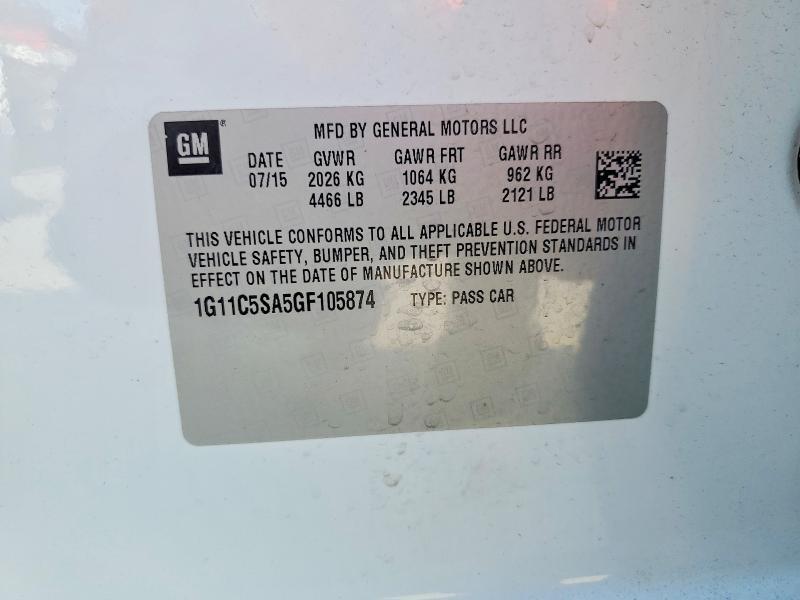 GM®
MFD BY GENERAL MOTORS LLC
DATE GVWR GAWR FRT GAWR RR
07/15 2026 KG 1064 KG 962 KG
4466 LB 2345 LB 2121 LB
THIS VEHICLE CONFORMS TO ALL APPLICABLE U.S. FEDERAL MOTOR
VEHICLE SAFETY, BUMPER, AND THEFT PREVENTION STANDARDS IN
EFFECT ON THE DATE OF MANUFACTURE SHOWN ABOVE.
1G11C5SA5GF105874 TYPE: PASS CAR